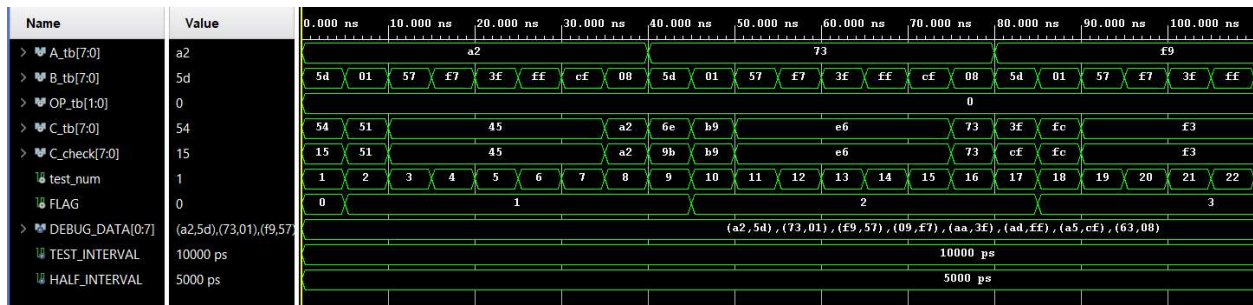 Name Value 0.000 ns 10.000 ns 20.000 ns 30.000 ns 40.000 ns 50.000 ns 60.000 ns 70.000 ns 80.000 ns 90.000 ns 100.000 ns
A_tb[7:0] a2 a2 73 f9
B_tb[7:0] 5d 5d 01 57 f7 3f ff cf 08 5d 01 57 f7 3f ff cf 08 5d 01 57 f7 3f ff
OP_tb[1:0] 0 0
C_tb[7:0] 54 54 51 45 a2 6e b9 e6 73 3f fc f3
C_check[7:0] 15 15 51 45 a2 9b b9 e6 73 cf fc f3
test_num 1 1 2 3 4 5 6 7 8 9 10 11 12 13 14 15 16 17 18 19 20 21 22
FLAG 0 0 1 2 3
DEBUG_DATA[0:7] (a2,5d),(73,01),(f9,57) (a2,5d),(73,01),(f9,57),(09,f7),(aa,3f),(ad,ff),(a5,cf),(63,08)
TEST_INTERVAL 10000 ps 10000 ps
HALF_INTERVAL 5000 ps 5000 ps